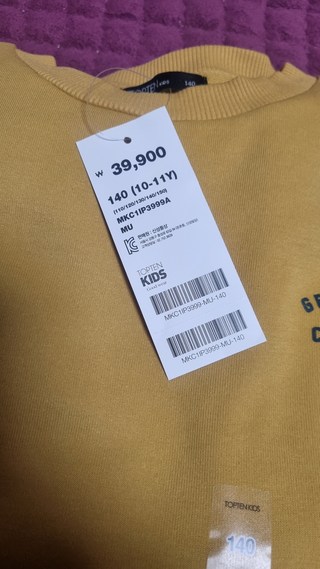 140
₩ 39,900
140 (10-11Y)
(110/120/130/140/150)
MKC1IP3999A
MU
TOPTEN
KIDS
MKC1IP3999-MU-140
MKC1IP3999-MU-140
TOPTEN KIDS
140